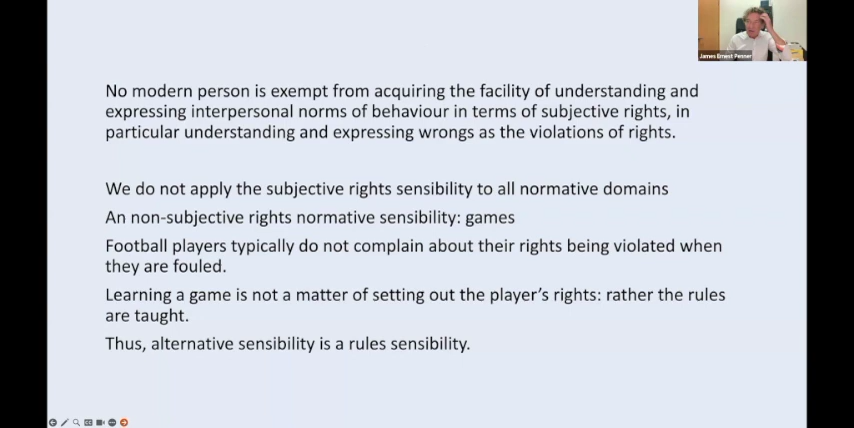 James Ernest Penner
No modern person is exempt from acquiring the facility of understanding and
expressing interpersonal norms of behaviour in terms of subjective rights, in
particular understanding and expressing wrongs as the violations of rights.
We do not apply the subjective rights sensibility to all normative domains
An non-subjective rights normative sensibility: games
Football players typically do not complain about their rights being violated when
they are fouled.
Learning a game is not a matter of setting out the player’s rights: rather the rules
are taught.
Thus, alternative sensibility is a rules sensibility.